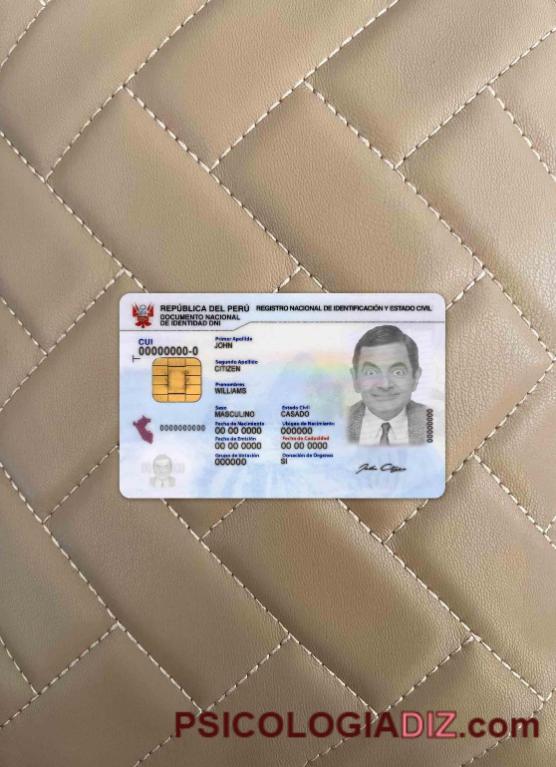 REPÚBLICA DEL PERÚ REGISTRO NACIONAL DE IDENTIFICACIÓN Y ESTADO CIVIL
DOCUMENTO NACIONAL
DE IDENTIDAD DNI
CUI
00000000-0
T
Primer Apellido
JOHN
Segundo Apellido
CITIZEN
Prenombres
WILLIAMS
Sexo Estado Civil
MASCULINO CASADO
Fecha de Nacimiento Ubigeo de Nacimiento
00 00 0000 000000
Fecha de Emisión Fecha de Caducidad
00 00 0000 00 00 0000
Grupo de Votación Donación de Órganos
000000 SI
0000000000
00000000
John Citizen
PSICOLOGIADIZ.com